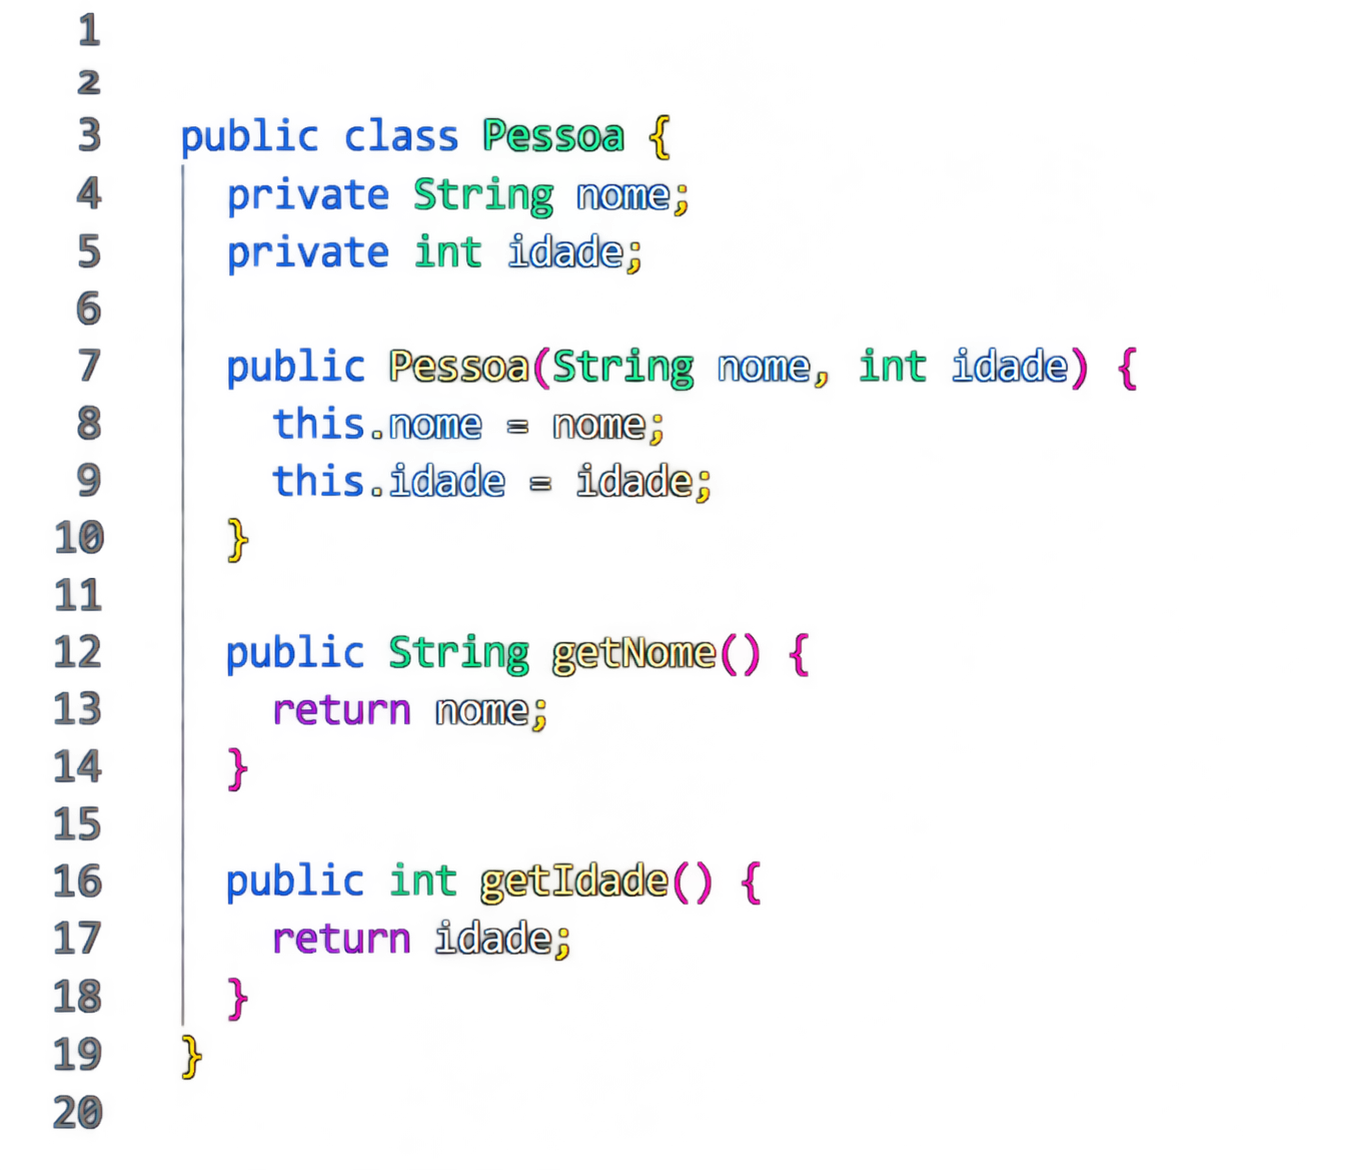 1
2
3 public class Pessoa {
4 private String nome;
5 private int idade;
6
7 public Pessoa(String nome, int idade) {
8 this.nome = nome;
9 this.idade = idade;
10 }
11
12 public String getNome() {
13 return nome;
14 }
15
16 public int getIdade() {
17 return idade;
18 }
19 }
20